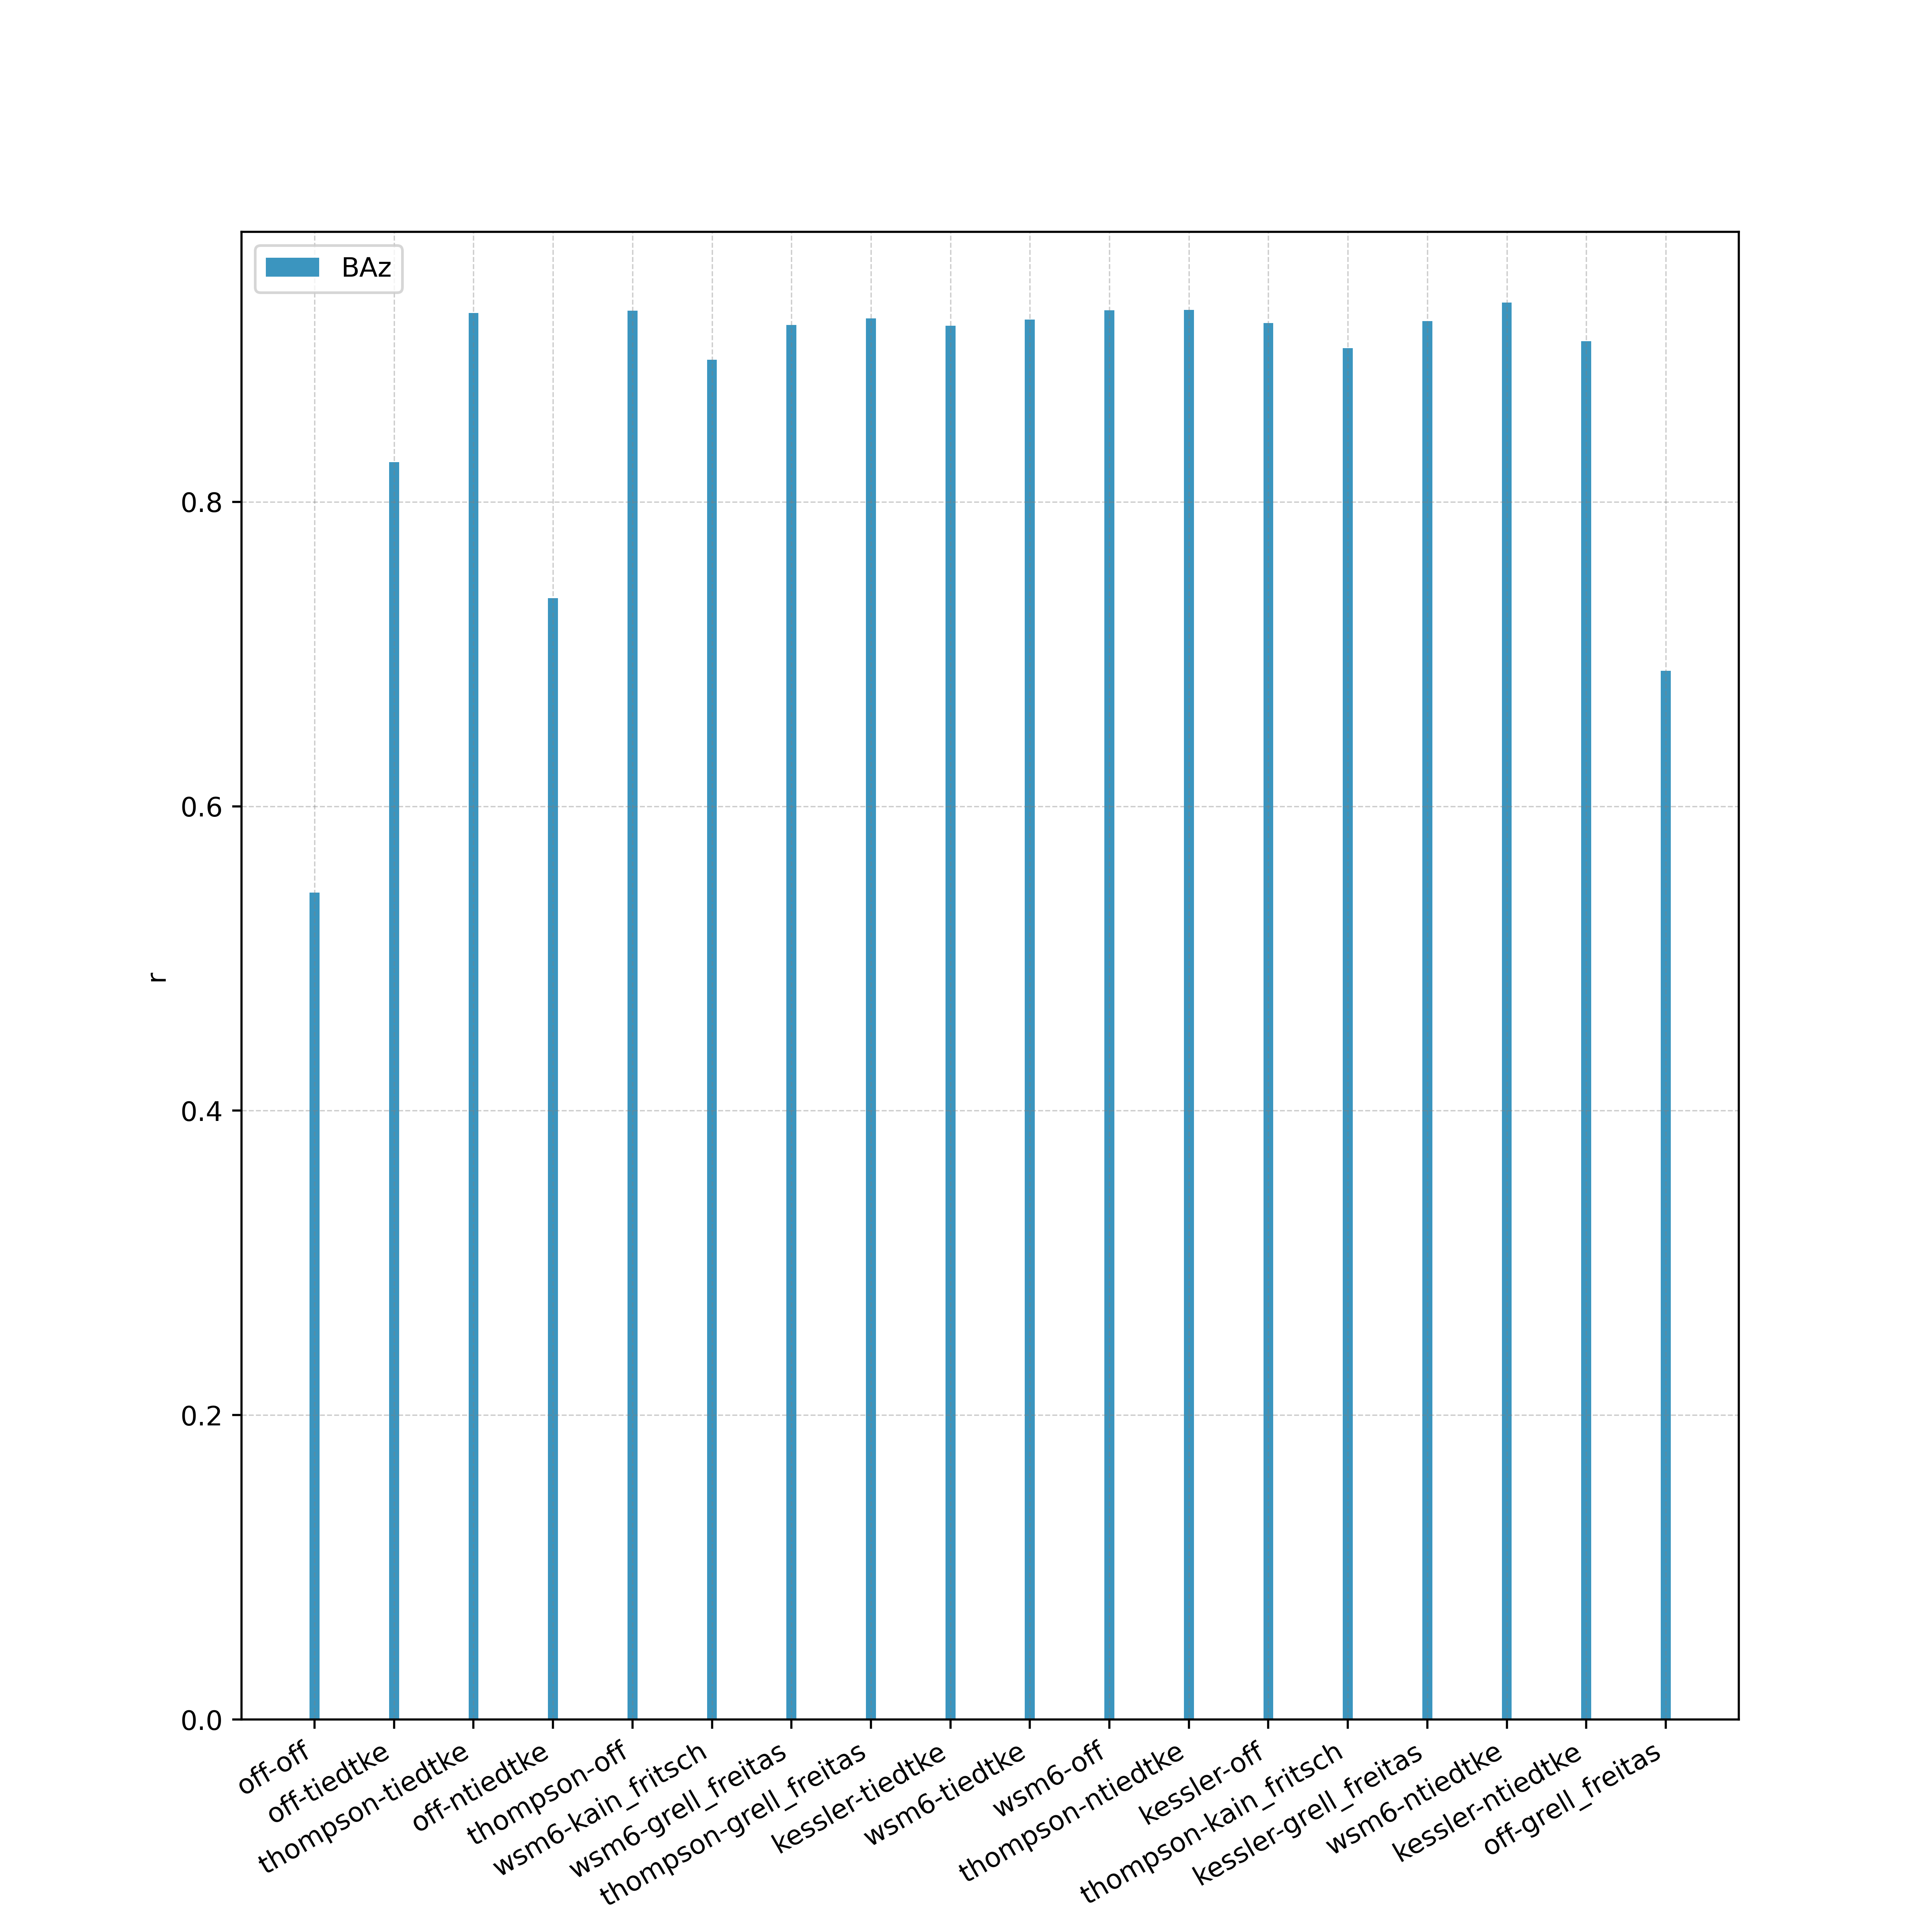 BAz
0.8
0.6
r
0.4
0.2
0.0
off-off
off-tiedtke
thompson-tiedtke
off-ntiedtke
thompson-off
wsm6-kain_fritsch
wsm6-grell_freitas
thompson-grell_freitas
kessler-tiedtke
wsm6-tiedtke
wsm6-off
thompson-ntiedtke
kessler-off
thompson-kain_fritsch
kessler-grell_freitas
wsm6-ntiedtke
kessler-ntiedtke
off-grell_freitas